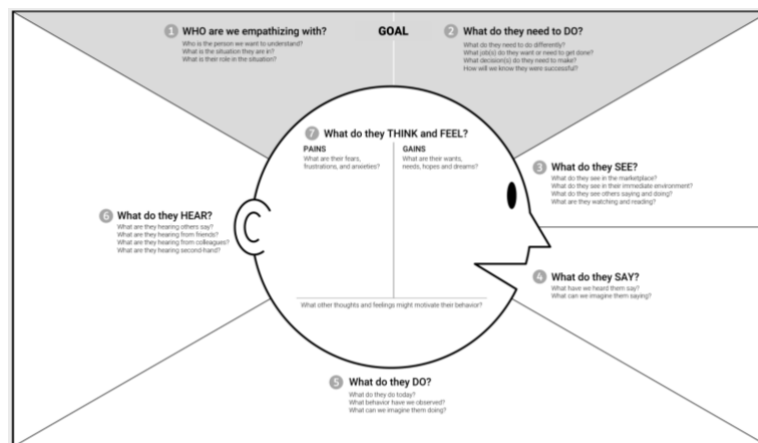 1 WHO are we empathizing with?
Who is the person we want to understand?
What is the situation they are in?
What is their role in the situation?
GOAL
2 What do they need to DO?
What do they need to do differently?
What job(s) do they want or need to get done?
What decision(s) do they need to make?
How will we know they were successful?
3 What do they SEE?
What do they see in the marketplace?
What do they see in their immediate environment?
What do they see others saying and doing?
What are they watching and reading?
4 What do they SAY?
What have we heard them say?
What can we imagine them saying?
5 What do they DO?
What do they do today?
What behavior have we observed?
What can we imagine them doing?
6 What do they HEAR?
What are they hearing others say?
What are they hearing from friends?
What are they hearing from colleagues?
What are they hearing second-hand?
7 What do they THINK and FEEL?
PAINS
What are their fears,
frustrations, and anxieties?
GAINS
What are their wants,
needs, hopes and dreams?
What other thoughts and feelings might motivate their behavior?